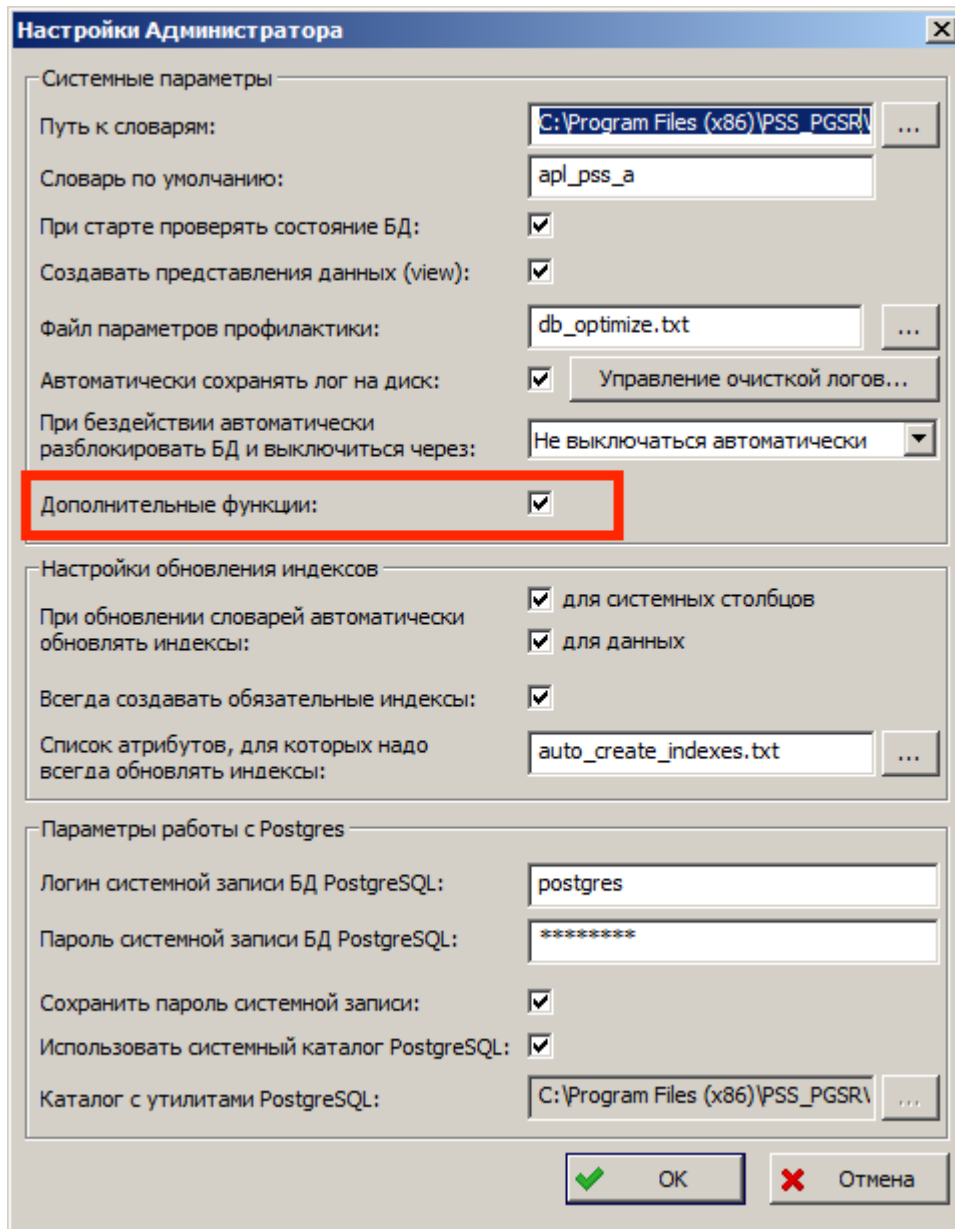 Настройки Администратора
Системные параметры
Путь к словарям:
C:\Program Files (x86)\PSS_PGSR\
...
Словарь по умолчанию:
apl_pss_a
При старте проверять состояние БД:
Создавать представления данных (view):
Файл параметров профилактики:
db_optimize.txt
...
Автоматически сохранять лог на диск:
Управление очисткой логов...
При бездействии автоматически
разблокировать БД и выключиться через:
Не выключаться автоматически
Дополнительные функции:
Настройки обновления индексов
При обновлении словарей автоматически
обновлять индексы:
для системных столбцов
для данных
Всегда создавать обязательные индексы:
Список атрибутов, для которых надо
всегда обновлять индексы:
auto_create_indexes.txt
...
Параметры работы с Postgres
Логин системной записи БД PostgreSQL:
postgres
Пароль системной записи БД PostgreSQL:
********
Сохранить пароль системной записи:
Использовать системный каталог PostgreSQL:
Каталог с утилитами PostgreSQL:
C:\Program Files (x86)\PSS_PGSR\
...
OK
Отмена